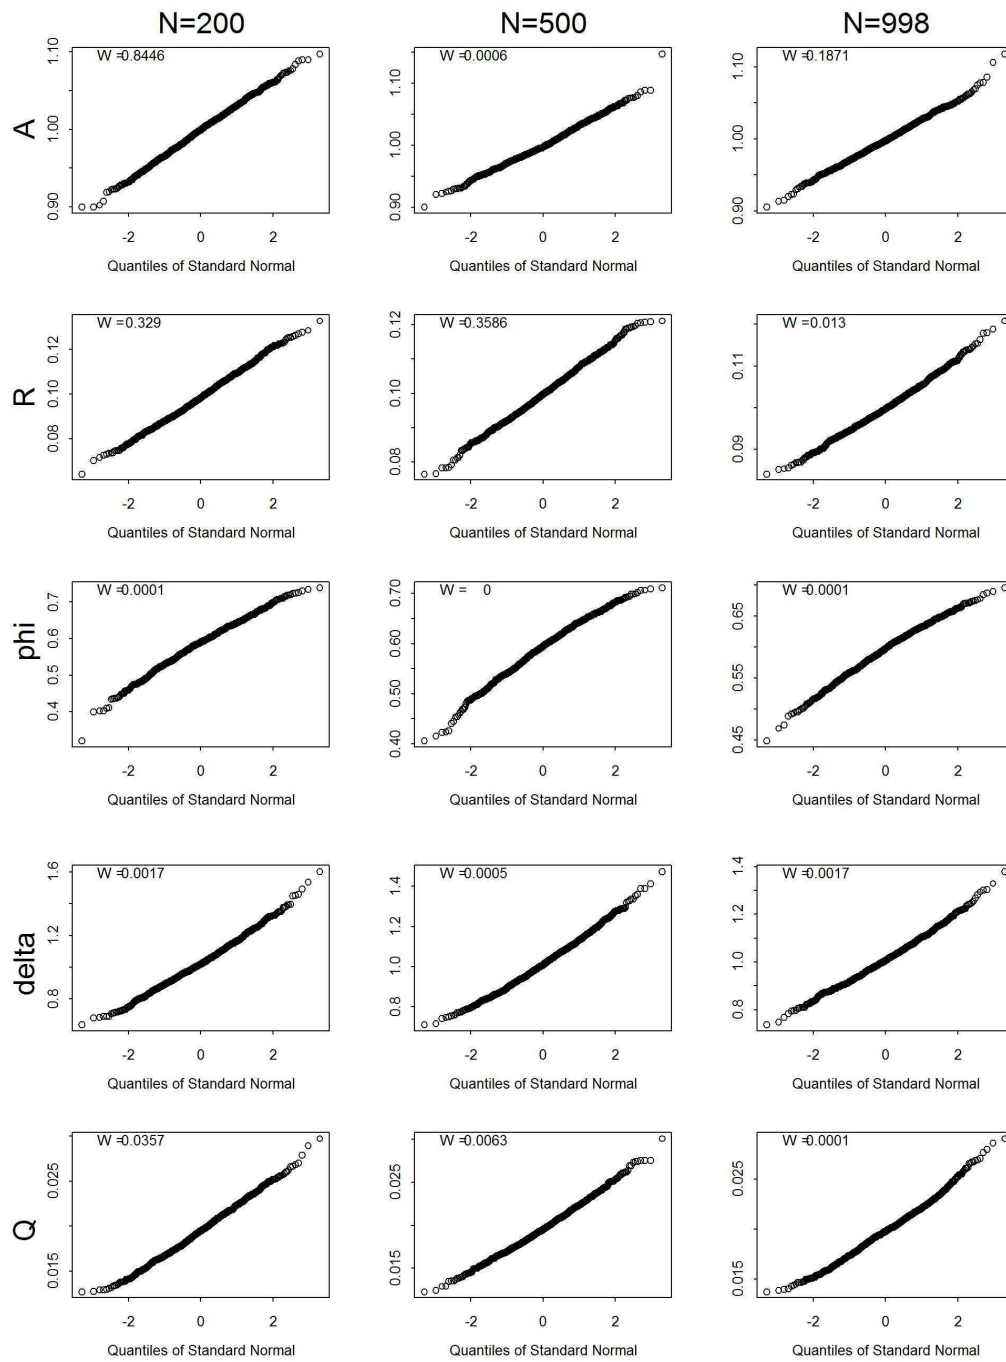 N=200 N=500 N=998
A
W =0.8446 W =0.0006 W =0.1871
0.90 1.00 1.10
0.90 1.00 1.10
0.90 1.00 1.10
-2 0 2 -2 0 2 -2 0 2
Quantiles of Standard Normal Quantiles of Standard Normal Quantiles of Standard Normal
R
W =0.329 W =0.3586 W =0.013
0.08 0.10 0.12
0.08 0.10 0.12
0.09 0.11
-2 0 2 -2 0 2 -2 0 2
Quantiles of Standard Normal Quantiles of Standard Normal Quantiles of Standard Normal
phi
W =0.0001 W = 0 W =0.0001
0.4 0.5 0.6 0.7
0.40 0.50 0.60 0.70
0.45 0.55 0.65
-2 0 2 -2 0 2 -2 0 2
Quantiles of Standard Normal Quantiles of Standard Normal Quantiles of Standard Normal
delta
W =0.0017 W =0.0005 W =0.0017
0.8 1.0 1.2 1.4 1.6
0.8 1.0 1.2 1.4
0.8 1.0 1.2 1.4
-2 0 2 -2 0 2 -2 0 2
Quantiles of Standard Normal Quantiles of Standard Normal Quantiles of Standard Normal
Q
W =0.0357 W =0.0063 W =0.0001
0.015 0.025
0.015 0.025
0.015 0.025
-2 0 2 -2 0 2 -2 0 2
Quantiles of Standard Normal Quantiles of Standard Normal Quantiles of Standard Normal